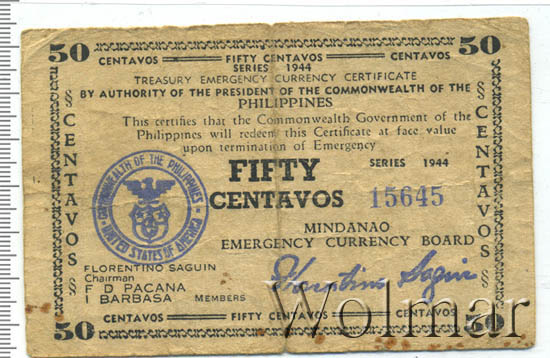 50 CENTAVOS FIFTY CENTAVOS CENTAVOS 50
SERIES 1944
TREASURY EMERGENCY CURRENCY CERTIFICATE
BY AUTHORITY OF THE PRESIDENT OF THE COMMONWEALTH OF THE
PHILIPPINES
This certifies that the Commonwealth Government of the
Philippines will redeem this Certificate at face value
upon termination of Emergency
§ CENTAVOS §
§ CENTAVOS §
FIFTY SERIES 1944
CENTAVOS 15645
COMMONWEALTH OF THE PHILIPPINES
UNITED STATES OF AMERICA
MINDANAO
EMERGENCY CURRENCY BOARD
FLORENTINO SAGUIN
Chairman
F D PACANA
I BARBASA MEMBERS
Florentino Saguin
50 CENTAVOS FIFTY CENTAVOS CENTAVOS 50
Wolmar